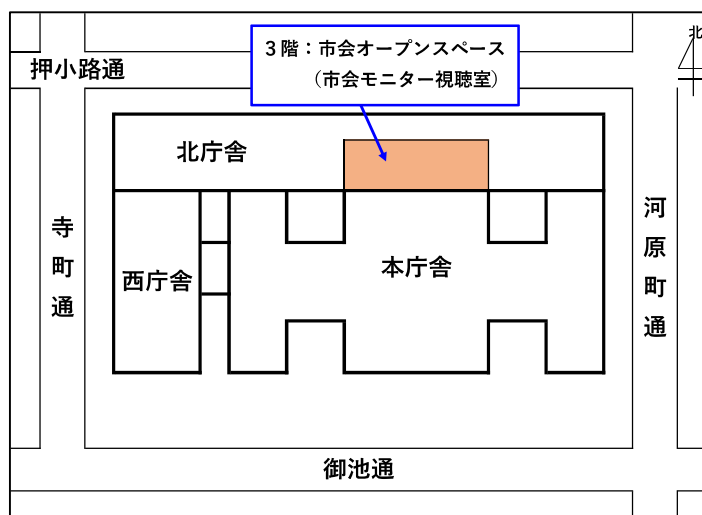 3階：市会オープンスペース
（市会モニター視聴室）
北
押小路通
北庁舎
寺町通
河原町通
西庁舎
本庁舎
御池通